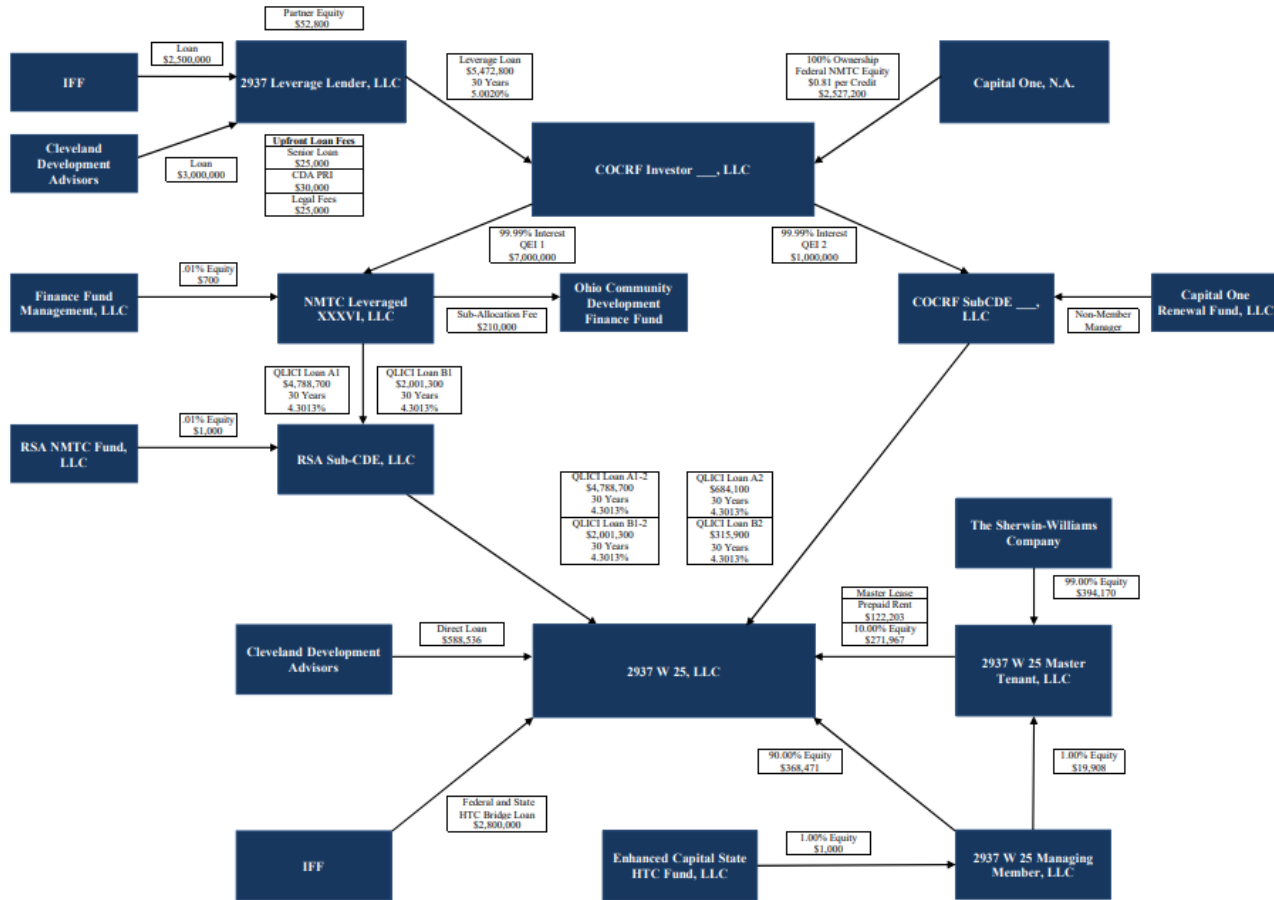 Partner Equity
$52,800
Loan
$2,500,000
IFF
2937 Leverage Lender, LLC
Leverage Loan
$5,472,800
30 Years
5.0020%
100% Ownership
Federal NMTC Equity
$0.81 per Credit
$2,527,200
Capital One, N.A.
Cleveland
Development
Advisors
Loan
$3,000,000
Upfront Loan Fees
Senior Loan
$25,000
CDA PRI
$30,000
Legal Fees
$25,000
COCRF Investor ___, LLC
99.99% Interest
QEI 1
$7,000,000
99.99% Interest
QEI 2
$1,000,000
Finance Fund
Management, LLC
.01% Equity
$700
NMTC Leveraged
XXXVI, LLC
Sub-Allocation Fee
$210,000
Ohio Community
Development
Finance Fund
COCRF SubCDE ___,
LLC
Non-Member
Manager
Capital One
Renewal Fund, LLC
QLICI Loan A1
$4,788,700
30 Years
4.3013%
QLICI Loan B1
$2,001,300
30 Years
4.3013%
RSA NMTC Fund,
LLC
.01% Equity
$1,000
RSA Sub-CDE, LLC
QLICI Loan A1-2
$4,788,700
30 Years
4.3013%
QLICI Loan B1-2
$2,001,300
30 Years
4.3013%
QLICI Loan A2
$684,100
30 Years
4.3013%
QLICI Loan B2
$315,900
30 Years
4.3013%
The Sherwin-Williams
Company
99.00% Equity
$394,170
Master Lease
Prepaid Rent
$122,203
10.00% Equity
$271,967
Cleveland Development
Advisors
Direct Loan
$588,536
2937 W 25, LLC
2937 W 25 Master
Tenant, LLC
90.00% Equity
$368,471
1.00% Equity
$19,908
Federal and State
HTC Bridge Loan
$2,800,000
IFF
Enhanced Capital State
HTC Fund, LLC
1.00% Equity
$1,000
2937 W 25 Managing
Member, LLC